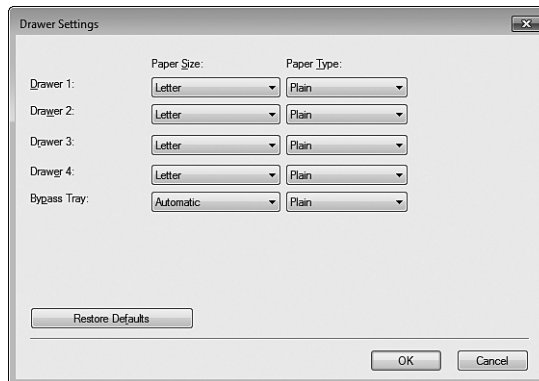 Drawer Settings
Paper Size: Paper Type:
Drawer 1: Letter Plain
Drawer 2: Letter Plain
Drawer 3: Letter Plain
Drawer 4: Letter Plain
Bypass Tray: Automatic Plain
Restore Defaults
OK Cancel